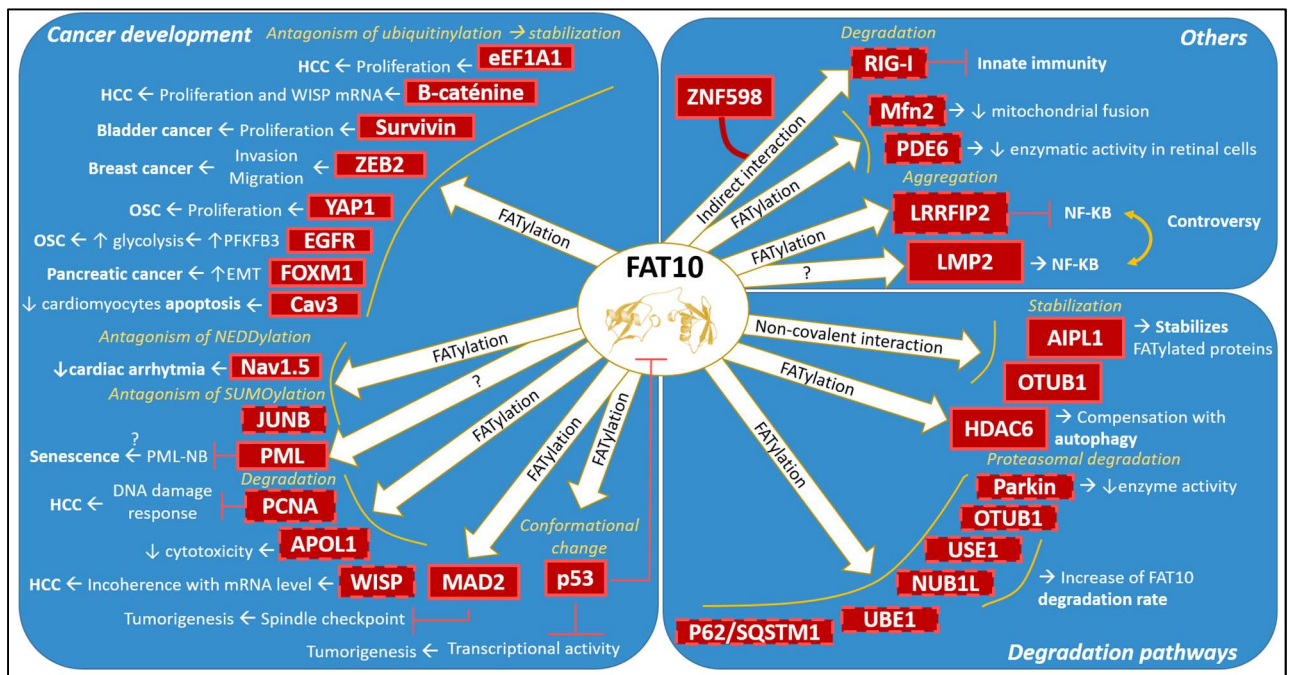 Cancer development
Antagonism of ubiquitinylation → stabilization
HCC ← Proliferation ← eEF1A1
HCC ← Proliferation and WISP mRNA ← B-caténine
Bladder cancer ← Proliferation ← Survivin
Breast cancer ← Invasion Migration ← ZEB2
OSC ← Proliferation ← YAP1
OSC ← ↑ glycolysis ← ↑PFKFB3 EGFR
Pancreatic cancer ← ↑EMT FOXM1
↓ cardiomyocytes apoptosis ← Cav3
Antagonism of NEDDylation
↓cardiac arrhytmia ← Nav1.5
Antagonism of SUMOylation
JUNB
?
Senescence ← PML-NB PML
Degradation
HCC ← DNA damage response PCNA
↓ cytotoxicity ← APOL1
HCC ← Incoherence with mRNA level ← WISP
MAD2
Tumorigenesis ← Spindle checkpoint
Conformational
change
p53
Tumorigenesis ← Transcriptional activity
FATylation
FATylation
?
FATylation
FATylation
FATylation
FAT10
Others
Degradation
ZNF598
RIG-I Innate immunity
Mfn2 → ↓ mitochondrial fusion
PDE6 → ↓ enzymatic activity in retinal cells
Aggregation
LRRFIP2 NF-KB
Controversy
LMP2 → NF-KB
Indirect interaction
FATylation
FATylation
?
Stabilization
Non-covalent interaction
AIPL1 → Stabilizes
FATylated proteins
OTUB1
FATylation
HDAC6 → Compensation with
autophagy
FATylation
Proteasomal degradation
Parkin → ↓enzyme activity
OTUB1
USE1
NUB1L
→ Increase of FAT10
degradation rate
UBE1
P62/SQSTM1
Degradation pathways